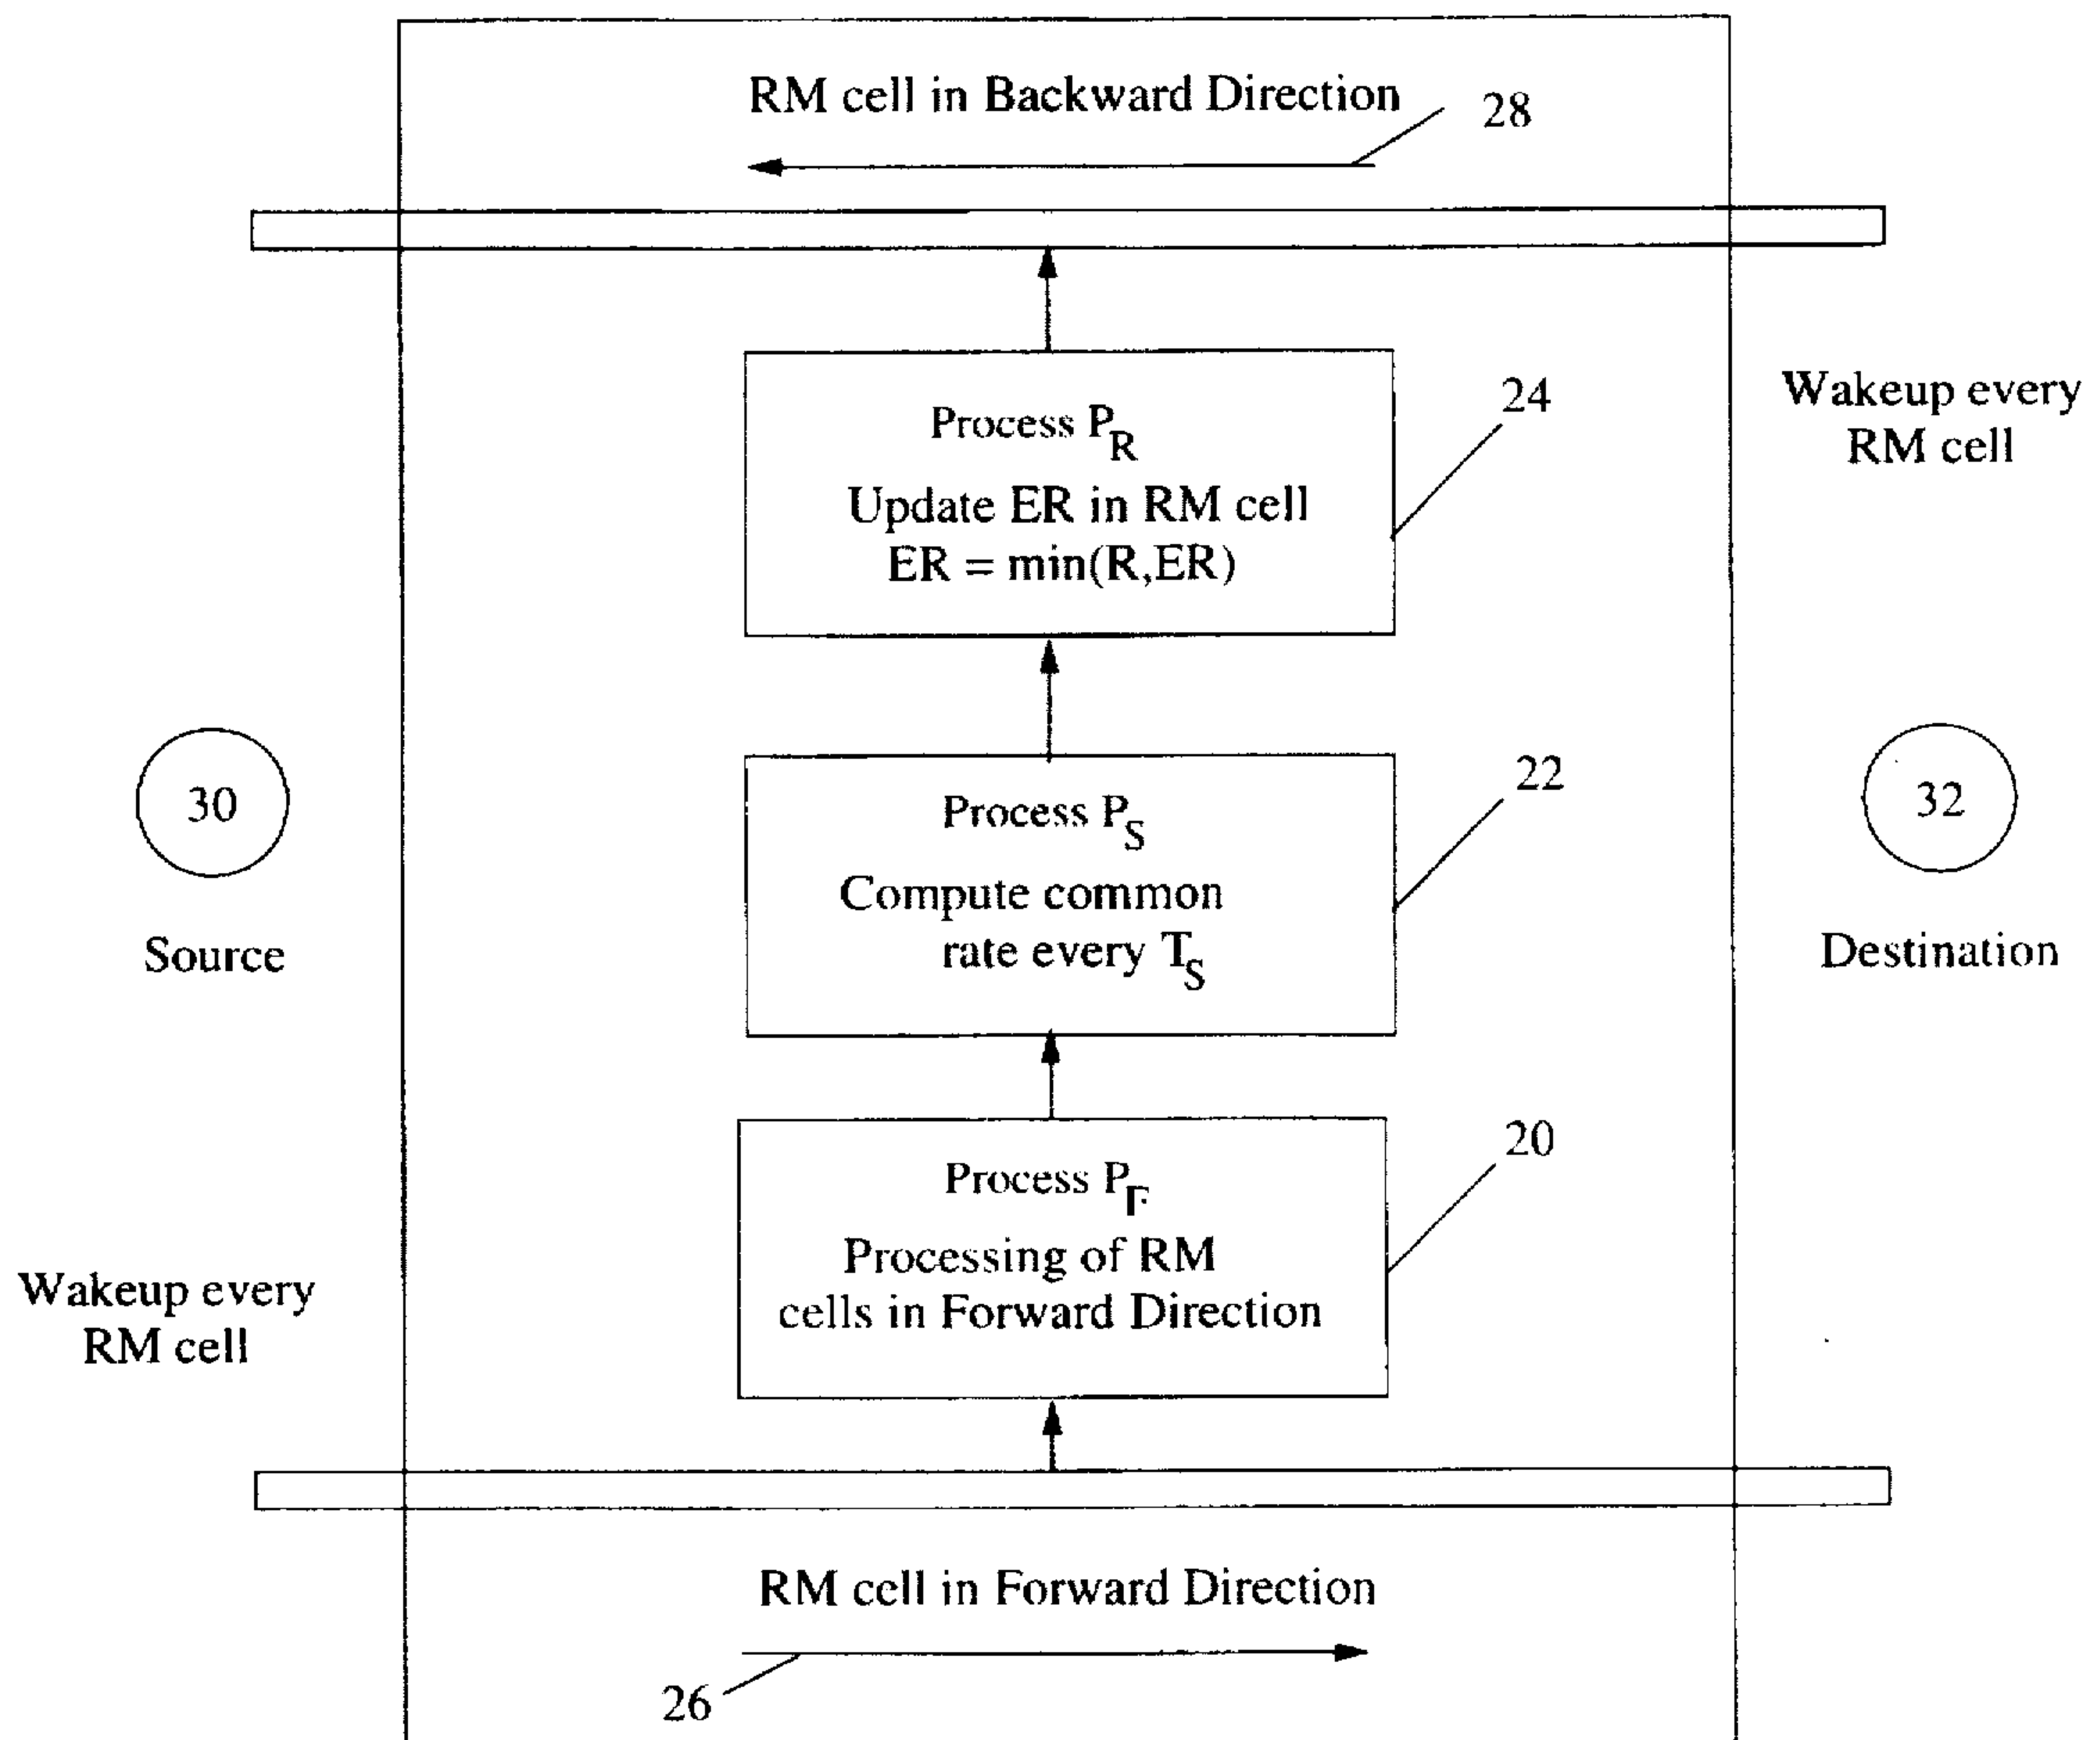 RM cell in Backward Direction
28
Process P_R
Update ER in RM cell
ER = min(R,ER)
24
Wakeup every
RM cell
30
Source
Process P_S
Compute common
rate every T_S
22
32
Destination
Process P_F
Processing of RM
cells in Forward Direction
20
Wakeup every
RM cell
RM cell in Forward Direction
26